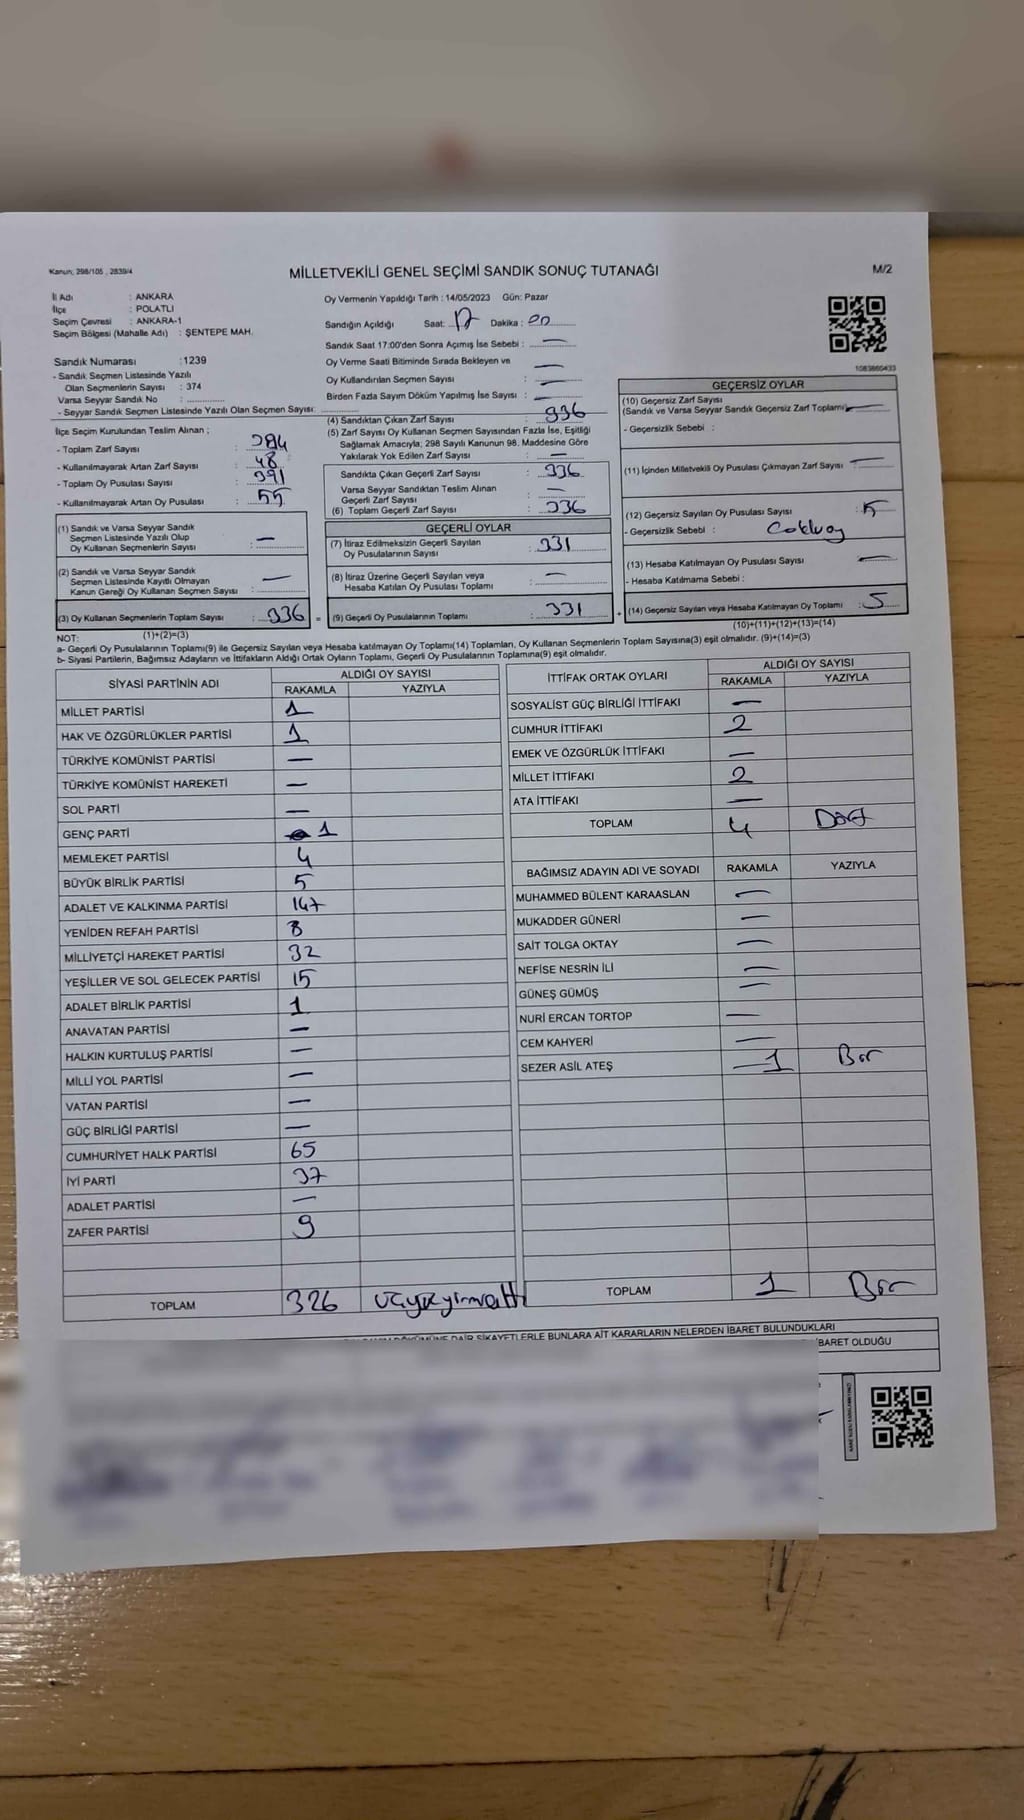 Kanun; 298/105 , 2839/4
MİLLETVEKİLİ GENEL SEÇİMİ SANDIK SONUÇ TUTANAĞI
M/2
İl Adı : ANKARA
İlçe : POLATLI
Seçim Çevresi : ANKARA-1
Seçim Bölgesi (Mahalle Adı) : ŞENTEPE MAH.
Sandık Numarası :1239
- Sandık Seçmen Listesinde Yazılı
Olan Seçmenlerin Sayısı : 374
Varsa Seyyar Sandık No :
- Seyyar Sandık Seçmen Listesinde Yazılı Olan Seçmen Sayısı:
İlçe Seçim Kurulundan Teslim Alınan ;
- Toplam Zarf Sayısı : 384
- Kullanılmayarak Artan Zarf Sayısı : 48
- Toplam Oy Pusulası Sayısı : 391
- Kullanılmayarak Artan Oy Pusulası : 55
Oy Vermenin Yapıldığı Tarih : 14/05/2023 Gün: Pazar
Sandığın Açıldığı Saat: 17 Dakika : 00
Sandık Saat 17:00'den Sonra Açılmış İse Sebebi : —
Oy Verme Saati Bitiminde Sırada Bekleyen ve —
Oy Kullandırılan Seçmen Sayısı : —
Birden Fazla Sayım Döküm Yapılmış İse Sayısı : —
(4) Sandıktan Çıkan Zarf Sayısı : 336
(5) Zarf Sayısı Oy Kullanan Seçmen Sayısından Fazla İse, Eşitliği
Sağlamak Amacıyla; 298 Sayılı Kanunun 98. Maddesine Göre
Yakılarak Yok Edilen Zarf Sayısı : —
Sandıkta Çıkan Geçerli Zarf Sayısı : 336
Varsa Seyyar Sandıktan Teslim Alınan
Geçerli Zarf Sayısı : —
(6) Toplam Geçerli Zarf Sayısı : 336
1083860433
GEÇERSİZ OYLAR
(10) Geçersiz Zarf Sayısı
(Sandık ve Varsa Seyyar Sandık Geçersiz Zarf Toplamı) —
- Geçersizlik Sebebi :
(11) İçinden Milletvekili Oy Pusulası Çıkmayan Zarf Sayısı : —
(12) Geçersiz Sayılan Oy Pusulası Sayısı : 5
- Geçersizlik Sebebi :
(13) Hesaba Katılmayan Oy Pusulası Sayısı : —
- Hesaba Katılmama Sebebi :
(14) Geçersiz Sayılan veya Hesaba Katılmayan Oy Toplamı : 5
(10)+(11)+(12)+(13)=(14)
(1) Sandık ve Varsa Seyyar Sandık
Seçmen Listesinde Yazılı Olup
Oy Kullanan Seçmenlerin Sayısı : —
(2) Sandık ve Varsa Seyyar Sandık
Seçmen Listesinde Kayıtlı Olmayan
Kanun Gereği Oy Kullanan Seçmen Sayısı : —
(3) Oy Kullanan Seçmenlerin Toplam Sayısı : 336 =
(1)+(2)=(3)
GEÇERLİ OYLAR
(7) İtiraz Edilmeksizin Geçerli Sayılan
Oy Pusulalarının Sayısı : 331
(8) İtiraz Üzerine Geçerli Sayılan veya
Hesaba Katılan Oy Pusulası Toplamı : —
(9) Geçerli Oy Pusulalarının Toplamı : 331 +
NOT:
a- Geçerli Oy Pusulalarının Toplamı(9) ile Geçersiz Sayılan veya Hesaba katılmayan Oy Toplamı(14) Toplamları, Oy Kullanan Seçmenlerin Toplam Sayısına(3) eşit olmalıdır. (9)+(14)=(3)
b- Siyasi Partilerin, Bağımsız Adayların ve İttifakların Aldığı Ortak Oyların Toplamı, Geçerli Oy Pusulalarının Toplamına(9) eşit olmalıdır.
SİYASİ PARTİNİN ADI
ALDIĞI OY SAYISI
RAKAMLA YAZIYLA
MİLLET PARTİSİ 1
HAK VE ÖZGÜRLÜKLER PARTİSİ 1
TÜRKİYE KOMÜNİST PARTİSİ —
TÜRKİYE KOMÜNİST HAREKETİ —
SOL PARTİ —
GENÇ PARTİ 1
MEMLEKET PARTİSİ 4
BÜYÜK BİRLİK PARTİSİ 5
ADALET VE KALKINMA PARTİSİ 147
YENİDEN REFAH PARTİSİ 8
MİLLİYETÇİ HAREKET PARTİSİ 32
YEŞİLLER VE SOL GELECEK PARTİSİ 15
ADALET BİRLİK PARTİSİ 1
ANAVATAN PARTİSİ —
HALKIN KURTULUŞ PARTİSİ —
MİLLİ YOL PARTİSİ —
VATAN PARTİSİ —
GÜÇ BİRLİĞİ PARTİSİ —
CUMHURİYET HALK PARTİSİ 65
İYİ PARTİ 37
ADALET PARTİSİ —
ZAFER PARTİSİ 9
TOPLAM 326 üçyüzyirmialtı
İTTİFAK ORTAK OYLARI
ALDIĞI OY SAYISI
RAKAMLA YAZIYLA
SOSYALİST GÜÇ BİRLİĞİ İTTİFAKI —
CUMHUR İTTİFAKI 2
EMEK VE ÖZGÜRLÜK İTTİFAKI —
MİLLET İTTİFAKI 2
ATA İTTİFAKI —
TOPLAM 4 Dört
BAĞIMSIZ ADAYIN ADI VE SOYADI RAKAMLA YAZIYLA
MUHAMMED BÜLENT KARAASLAN —
MUKADDER GÜNERİ —
SAİT TOLGA OKTAY —
NEFİSE NESRİN İLİ —
GÜNEŞ GÜMÜŞ —
NURİ ERCAN TORTOP —
CEM KAHYERİ —
SEZER ASİL ATEŞ — 1 Bir
TOPLAM 1 Bir
DÖKÜMÜNE DAİR ŞİKAYETLERLE BUNLARA AİT KARARLARIN NELERDEN İBARET BULUNDUKLARI
İBARET OLDUĞU